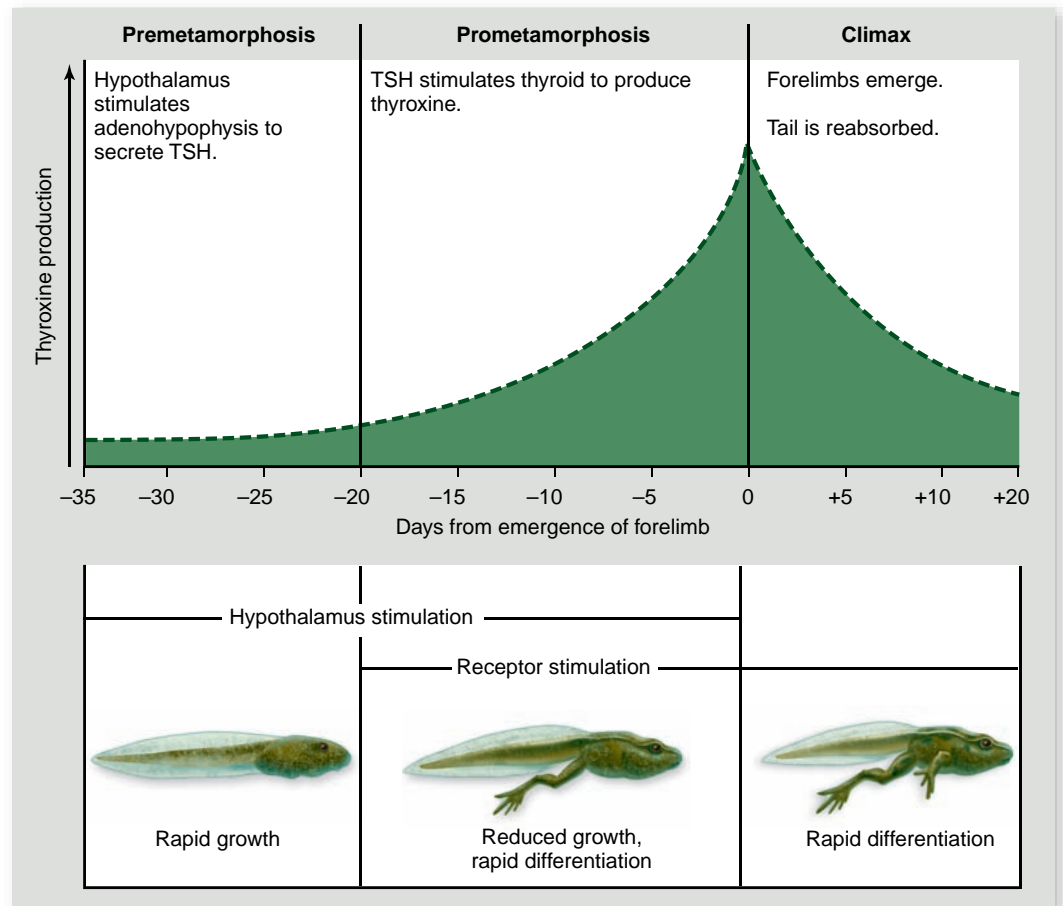 Premetamorphosis
Prometamorphosis
Climax
Hypothalamus
stimulates
adenohypophysis to
secrete TSH.
TSH stimulates thyroid to produce
thyroxine.
Forelimbs emerge.
Tail is reabsorbed.
Thyroxine production
–35 –30 –25 –20 –15 –10 –5 0 +5 +10 +20
Days from emergence of forelimb
Hypothalamus stimulation
Receptor stimulation
Rapid growth
Reduced growth,
rapid differentiation
Rapid differentiation